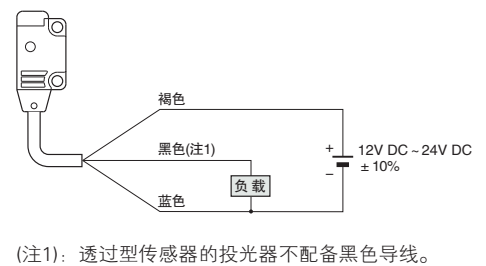 褐色
黑色(注1)
+ 12V DC ~ 24V DC
− ± 10%
负 载
蓝色
(注1)：透过型传感器的投光器不配备黑色导线。